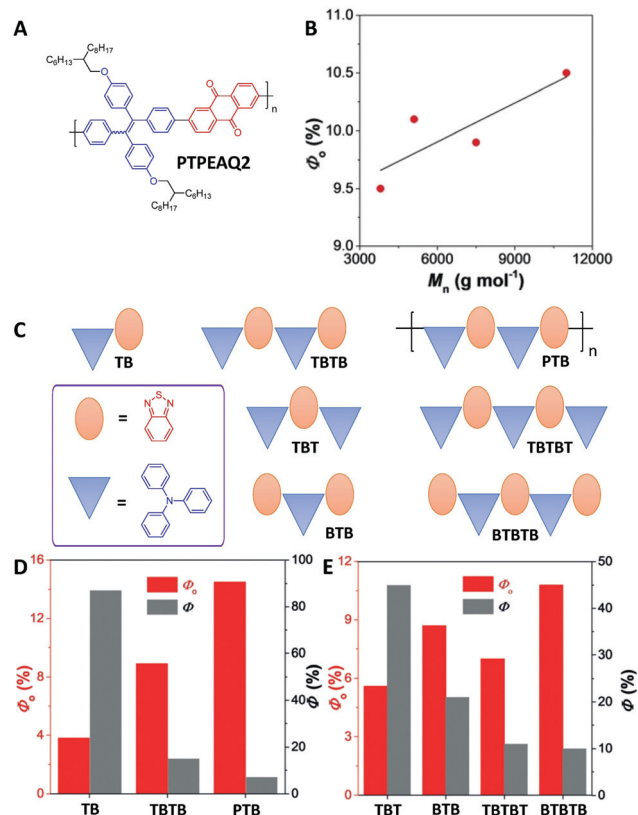 A
C₈H₁₇
C₆H₁₃
O
O
O
n
PTPEAQ2
O
C₆H₁₃
C₈H₁₇
B
Φo (%)
11.0
10.5
10.0
9.5
9.0
3000 6000 9000 12000
Mn (g mol⁻¹)
C
TB
TBTB
PTB
n
= N S N
TBT
TBTBT
= N
BTB
BTBTB
D
Φo (%)
16
12
8
4
0
Φo
Φ
100
80
60
40
20
0
Φ (%)
TB TBTB PTB
E
Φo (%)
12
9
6
3
0
Φo
Φ
50
40
30
20
10
0
Φ (%)
TBT BTB TBTBT BTBTB